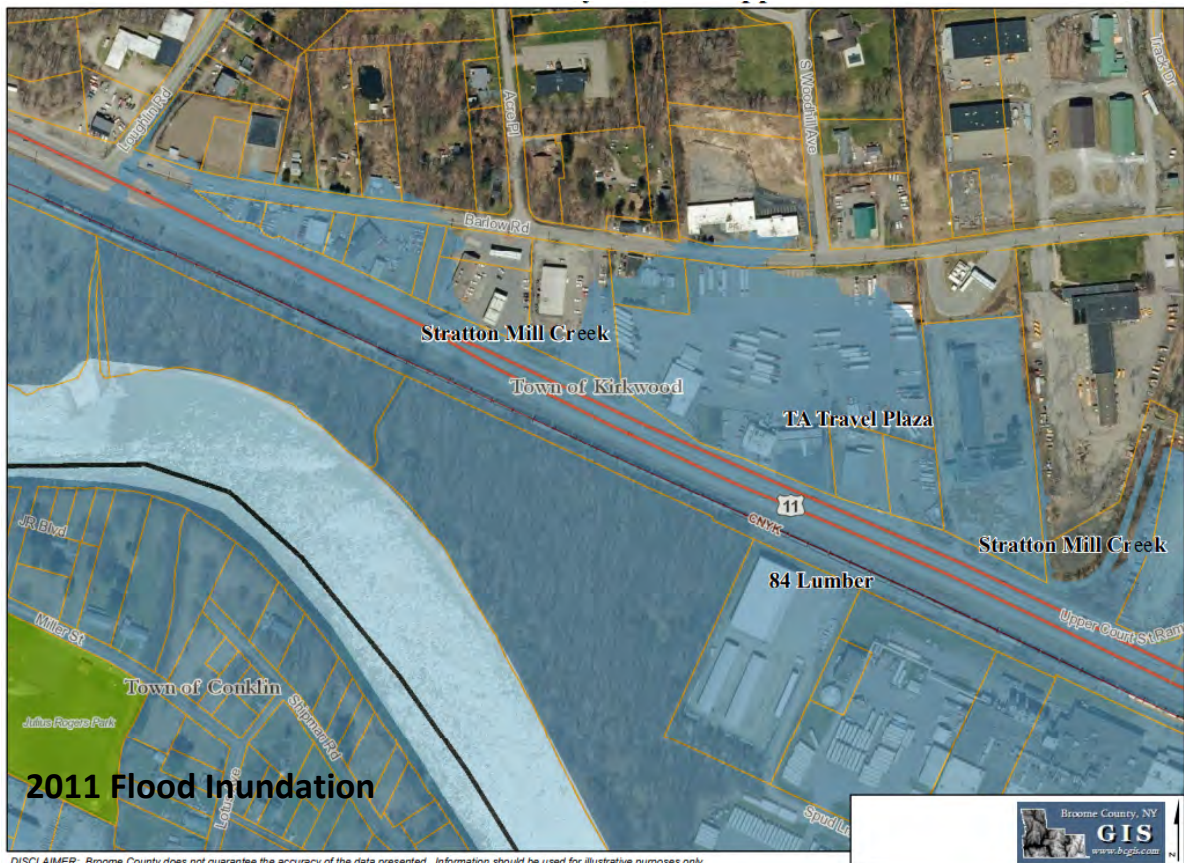 Loughlin Rd
Acre Pl
S Woodhill Ave
Track Dr
Barlow Rd
Stratton Mill Creek
Town of Kirkwood
TA Travel Plaza
11
CNYK
Stratton Mill Creek
84 Lumber
Upper Court St Ramp
JR Blvd
Miller St
Town of Conklin
Shipman Rd
Julius Rogers Park
2011 Flood Inundation
Spud Ln
Broome County, NY
GIS
www.bcgis.com
DISCLAIMER: Broome County does not guarantee the accuracy of the data presented. Information should be used for illustrative purposes only.